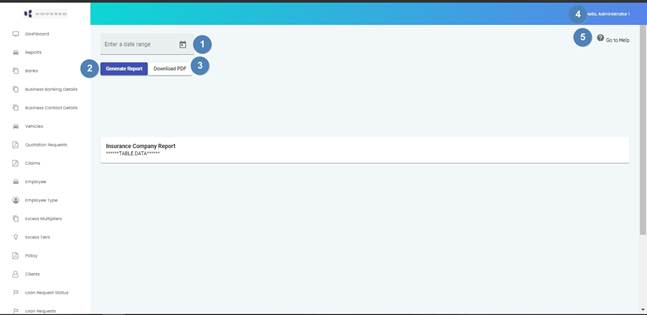 4
Hello, Administrator !
Dashboard
5
Go to Help
Enter a date range
1
Reports
2
Generate Report
Download PDF
3
Banks
Business Banking Details
Business Contact Details
Vehicles
Quotation Requests
Insurance Company Report
******TABLE DATA******
Claims
Employee
Employee Type
Excess Multipliers
Excess Term
Policy
Clients
Loan Request Status
Loan Requests